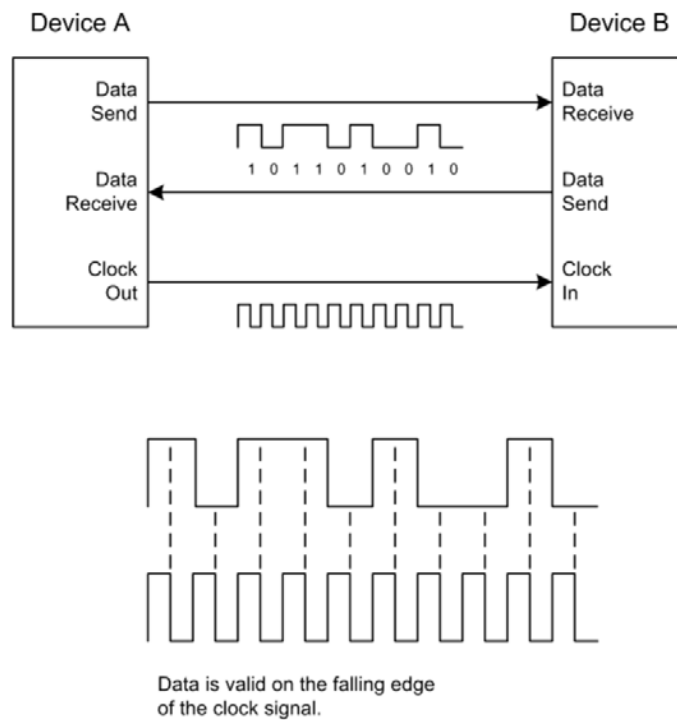 Device A
Device B
Data
Send
Data
Receive
1 0 1 1 0 1 0 0 1 0
Data
Receive
Data
Send
Clock
Out
Clock
In
Data is valid on the falling edge
of the clock signal.